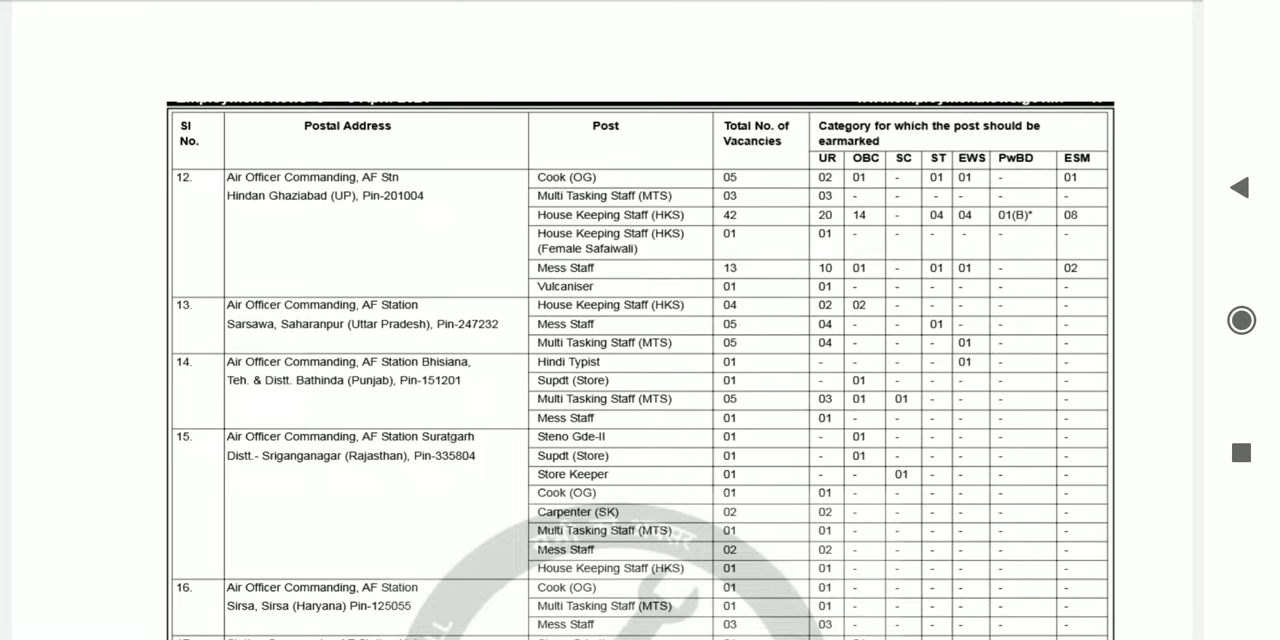 Sl No. Postal Address Post Total No. of Vacancies Category for which the post should be earmarked
UR OBC SC ST EWS PwBD ESM
12. Air Officer Commanding, AF Stn Cook (OG) 05 02 01 - 01 01 - 01
Hindan Ghaziabad (UP), Pin-201004 Multi Tasking Staff (MTS) 03 03 - - - - - -
House Keeping Staff (HKS) 42 20 14 - 04 04 01(B)* 08
House Keeping Staff (HKS) 01 01 - - - - - -
(Female Safaiwali)
Mess Staff 13 10 01 - 01 01 - 02
Vulcaniser 01 01 - - - - - -
13. Air Officer Commanding, AF Station House Keeping Staff (HKS) 04 02 02 - - - - -
Sarsawa, Saharanpur (Uttar Pradesh), Pin-247232 Mess Staff 05 04 - - 01 - - -
Multi Tasking Staff (MTS) 05 04 - - - 01 - -
14. Air Officer Commanding, AF Station Bhisiana, Hindi Typist 01 - - - - 01 - -
Teh. & Distt. Bathinda (Punjab), Pin-151201 Supdt (Store) 01 - 01 - - - - -
Multi Tasking Staff (MTS) 05 03 01 01 - - - -
Mess Staff 01 01 - - - - - -
15. Air Officer Commanding, AF Station Suratgarh Steno Gde-II 01 - 01 - - - - -
Distt.- Sriganganagar (Rajasthan), Pin-335804 Supdt (Store) 01 - 01 - - - - -
Store Keeper 01 - - 01 - - - -
Cook (OG) 01 01 - - - - - -
Carpenter (SK) 02 02 - - - - - -
Multi Tasking Staff (MTS) 01 01 - - - - - -
Mess Staff 02 02 - - - - - -
House Keeping Staff (HKS) 01 01 - - - - - -
16. Air Officer Commanding, AF Station Cook (OG) 01 01 - - - - - -
Sirsa, Sirsa (Haryana) Pin-125055 Multi Tasking Staff (MTS) 01 01 - - - - - -
Mess Staff 03 03 - - - - - -